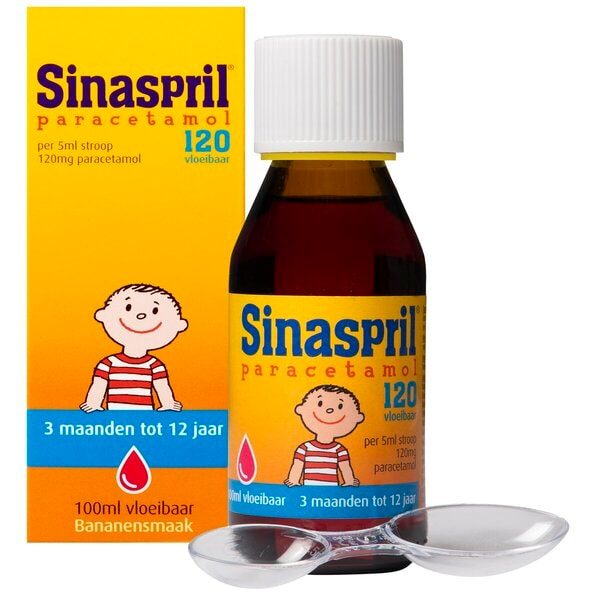 Sinaspril®
paracetamol
120
vloeibaar
per 5ml stroop
120mg paracetamol
3 maanden tot 12 jaar
100ml vloeibaar
Bananensmaak
Sinaspril®
paracetamol
120
vloeibaar
per 5ml stroop
120mg
paracetamol
100ml vloeibaar
3 maanden tot 12 jaar